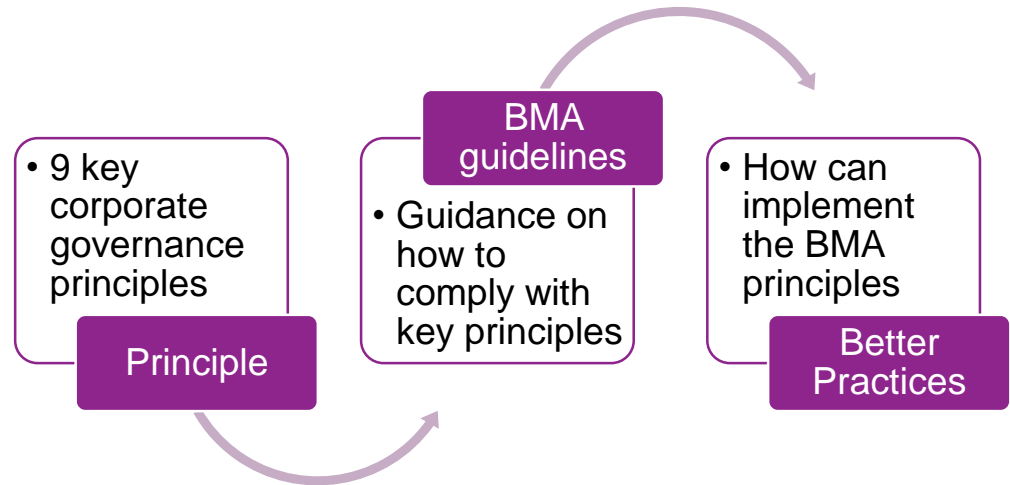 • 9 key
corporate
governance
principles
Principle
BMA
guidelines
• Guidance on
how to
comply with
key principles
• How can
implement
the BMA
principles
Better
Practices